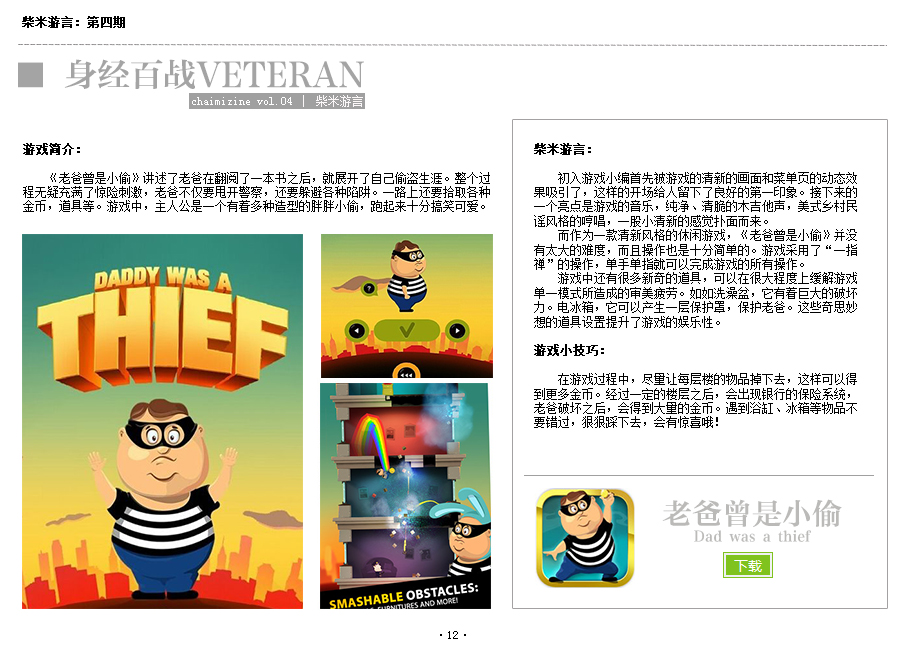 柴米游言：第四期
身经百战VETERAN
chaimizine vol.04 | 柴米游言
游戏简介：
《老爸曾是小偷》讲述了老爸在翻阅了一本书之后，就展开了自己偷盗生涯。整个过
程无疑充满了惊险刺激，老爸不仅要甩开警察，还要躲避各种陷阱。一路上还要拾取各种
金币，道具等。游戏中，主人公是一个有着多种造型的胖胖小偷，跑起来十分搞笑可爱。
DADDY WAS A
THIEF
?
SMASHABLE OBSTACLES:
FURNITURES AND MORE!
柴米游言：
初入游戏小编首先被游戏的清新的画面和菜单页的动态效
果吸引了，这样的开场给人留下了良好的第一印象。接下来的
一个亮点是游戏的音乐，纯净、清脆的木吉他声，美式乡村民
谣风格的哼唱，一股小清新的感觉扑面而来。
而作为一款清新风格的休闲游戏，《老爸曾是小偷》并没
有太大的难度，而且操作也是十分简单的。游戏采用了“一指
禅”的操作，单手单指就可以完成游戏的所有操作。
游戏中还有很多新奇的道具，可以在很大程度上缓解游戏
单一模式所造成的审美疲劳。如如洗澡盆，它有着巨大的破坏
力。电冰箱，它可以产生一层保护罩，保护老爸。这些奇思妙
想的道具设置提升了游戏的娱乐性。
游戏小技巧：
在游戏过程中，尽量让每层楼的物品掉下去，这样可以得
到更多金币。经过一定的楼层之后，会出现银行的保险系统，
老爸破坏之后，会得到大量的金币。遇到浴缸、冰箱等物品不
要错过，狠狠踩下去，会有惊喜哦！
老爸曾是小偷
Dad was a thief
下载
·12·